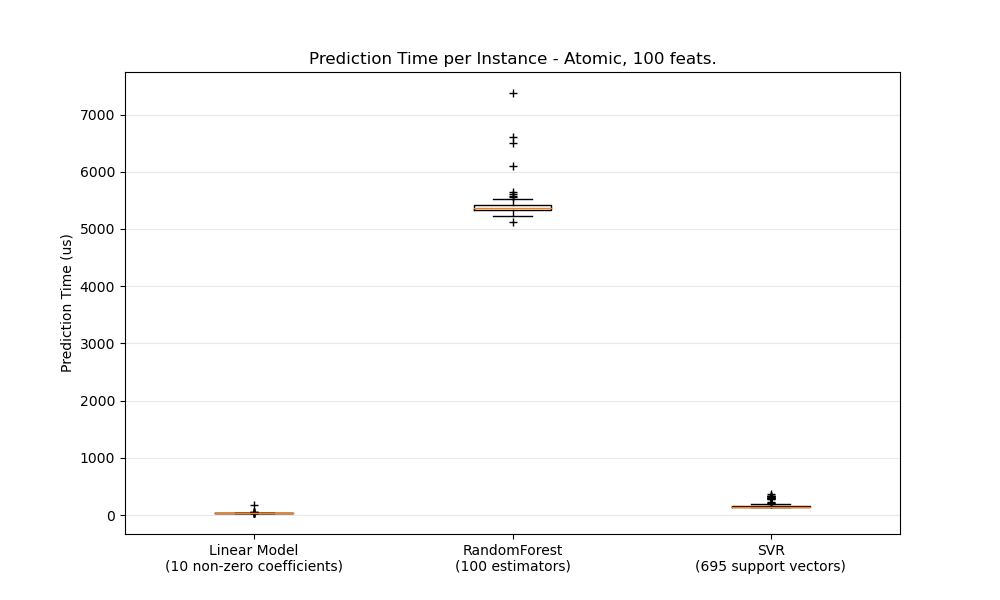 Prediction Time per Instance - Atomic, 100 feats.
Prediction Time (us)
7000
6000
5000
4000
3000
2000
1000
0
Linear Model
(10 non-zero coefficients)
RandomForest
(100 estimators)
SVR
(695 support vectors)